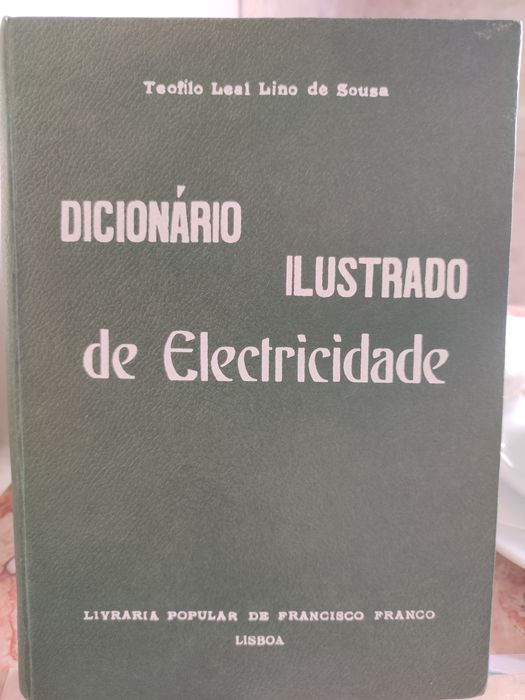 Teofilo Leal Lino de Sousa
DICIONÁRIO
ILUSTRADO
de Electricidade
LIVRARIA POPULAR DE FRANCISCO FRANCO
LISBOA